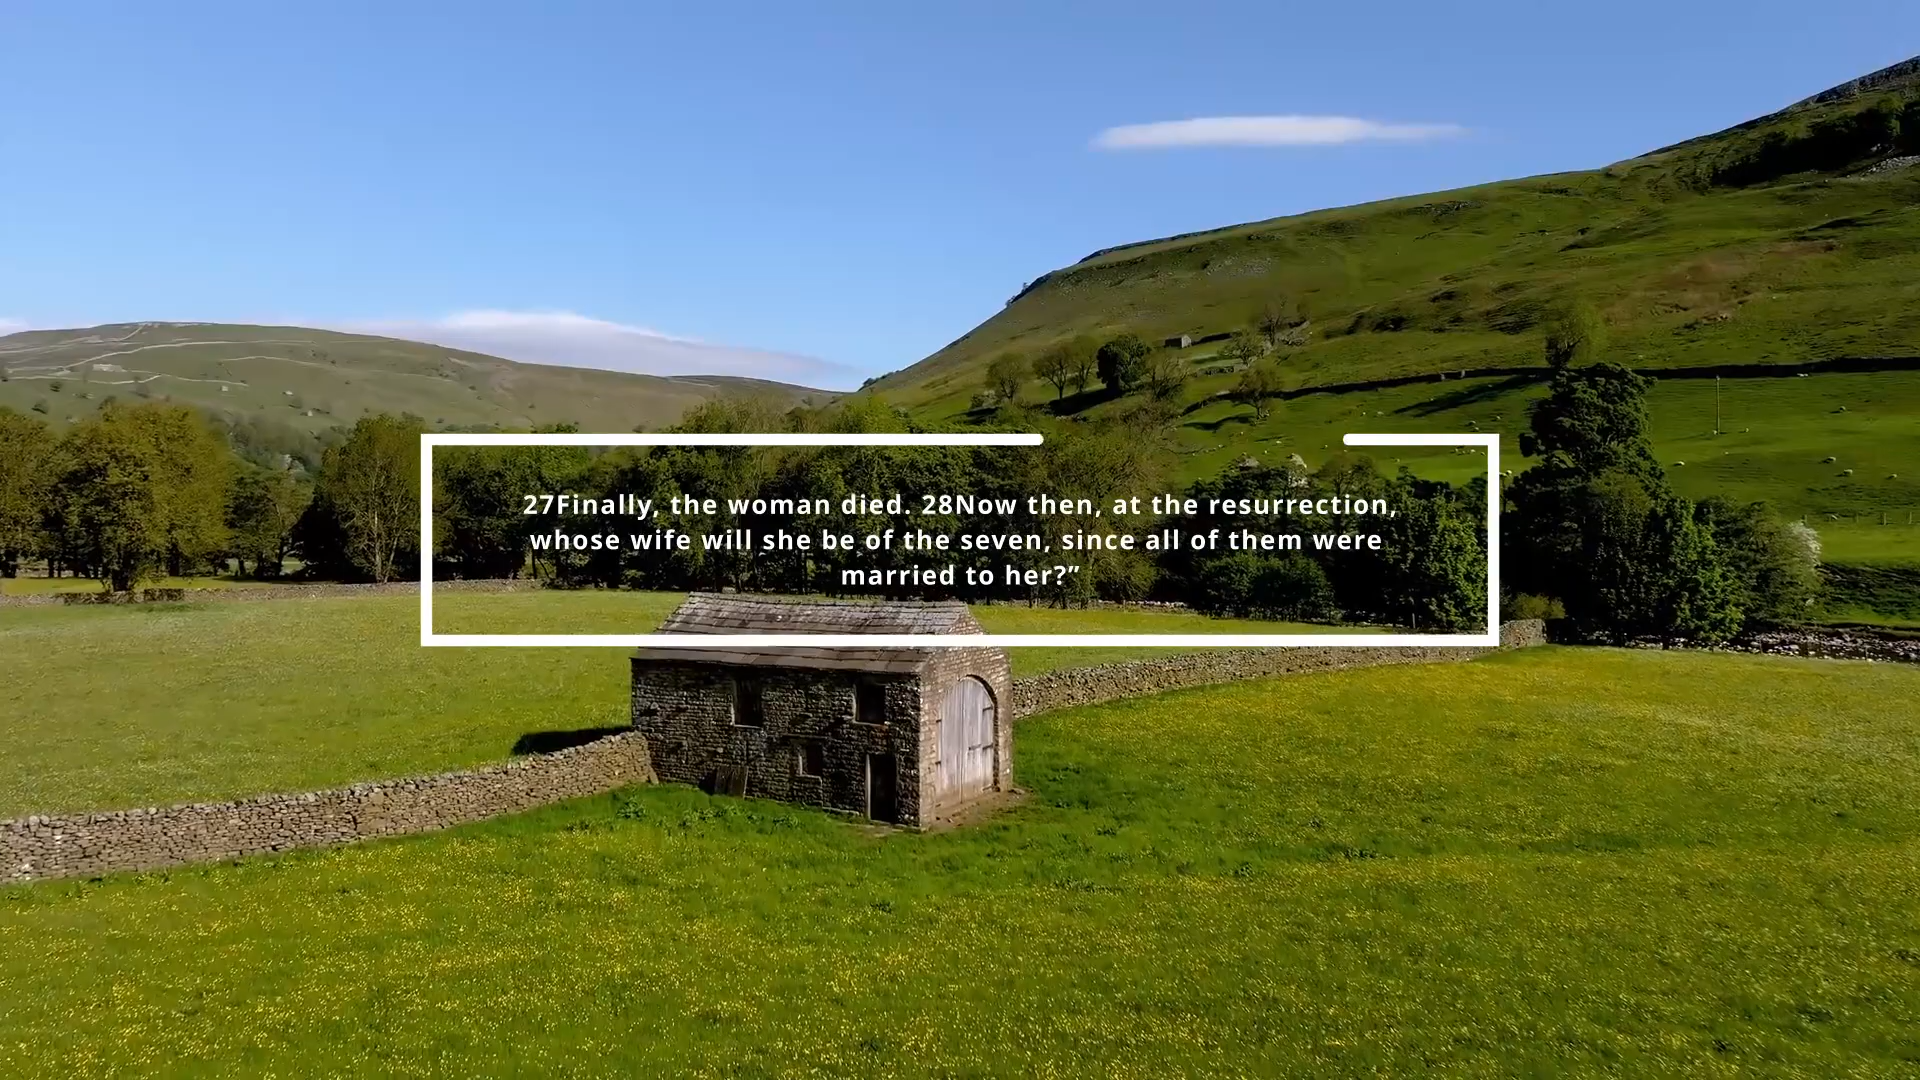 27Finally, the woman died. 28Now then, at the resurrection,
whose wife will she be of the seven, since all of them were
married to her?”